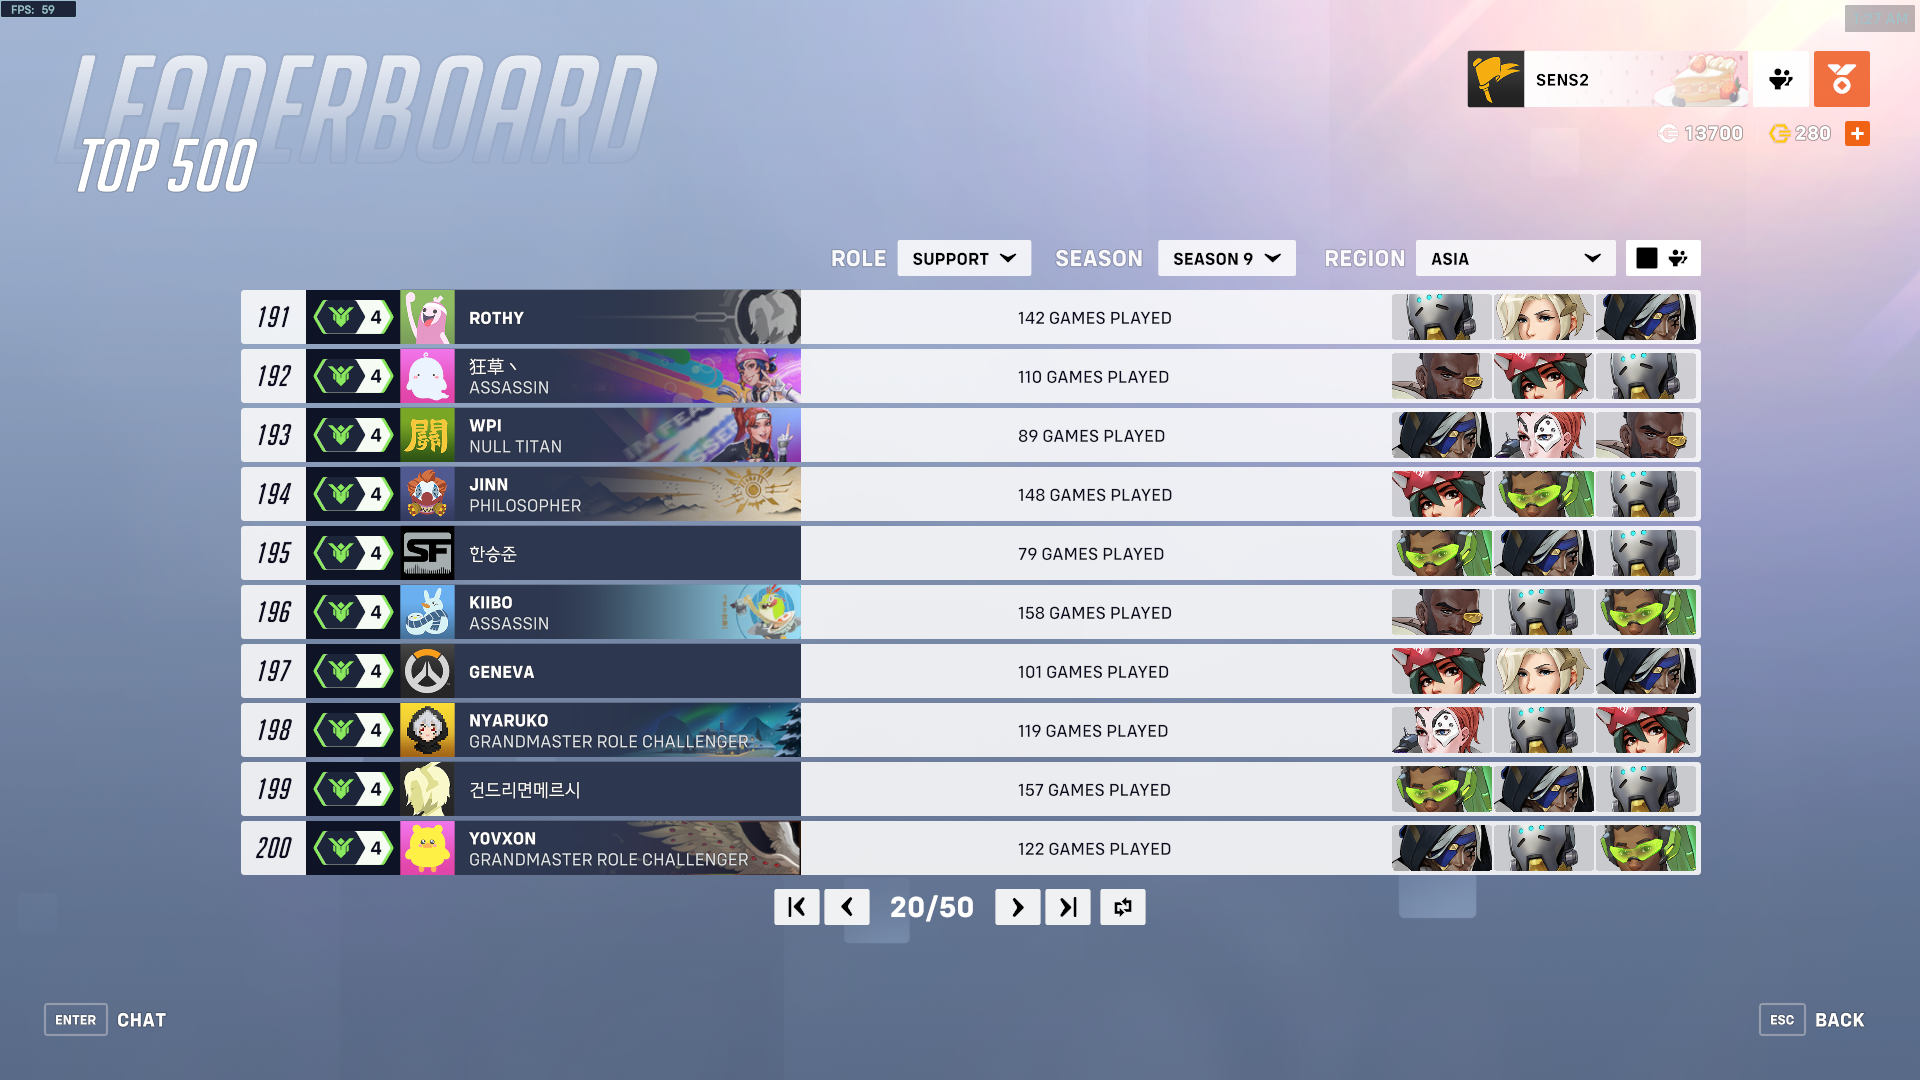 FPS: 59
LEADERBOARD
TOP 500
SENS2
13700 280
ROLE SUPPORT SEASON SEASON 9 REGION ASIA
191 4 ROTHY 142 GAMES PLAYED
192 4 狂草丶 110 GAMES PLAYED
ASSASSIN
193 4 闘 WPI 89 GAMES PLAYED
NULL TITAN
194 4 JINN 148 GAMES PLAYED
PHILOSOPHER
195 4 SF 한승준 79 GAMES PLAYED
196 4 KIIBO 158 GAMES PLAYED
ASSASSIN
197 4 GENEVA 101 GAMES PLAYED
198 4 NYARUKO 119 GAMES PLAYED
GRANDMASTER ROLE CHALLENGER
199 4 건드리면메르시 157 GAMES PLAYED
200 4 YOVXON 122 GAMES PLAYED
GRANDMASTER ROLE CHALLENGER
20/50
ENTER CHAT
ESC BACK